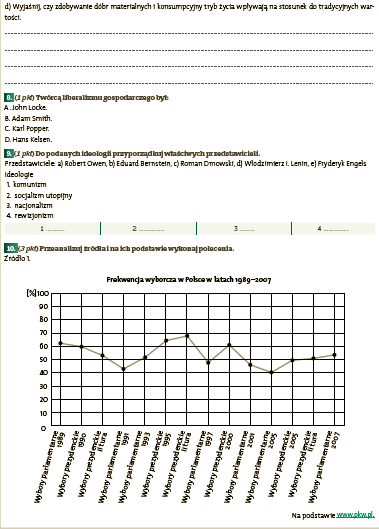 d) Wyjaśnij, czy zdobywanie dóbr materialnych i konsumpcyjny tryb życia wpływają na stosunek do tradycyjnych war-
tości.
8. (1 pkt) Twórcą liberalizmu gospodarczego był:
A. John Locke.
B. Adam Smith.
C. Karl Popper.
D. Hans Kelsen.
9. (1 pkt) Do podanych ideologii przyporządkuj właściwych przedstawicieli.
Przedstawiciele: a) Robert Owen, b) Eduard Bernstein, c) Roman Dmowski, d) Włodzimierz I. Lenin, e) Fryderyk Engels
Ideologie
1. komunizm
2. socjalizm utopijny
3. nacjonalizm
4. rewizjonizm
1 .......... 2 .......... 3 .......... 4 ..........
10. (3 pkt) Przeanalizuj źródła i na ich podstawie wykonaj polecenia.
Źródło 1.
Frekwencja wyborcza w Polsce w latach 1989–2007
[%]
100
90
80
70
60
50
40
30
20
10
0
Wybory parlamentarne 1989
Wybory prezydenckie 1990
Wybory prezydenckie II tura
Wybory parlamentarne 1991
Wybory parlamentarne 1993
Wybory prezydenckie 1995
Wybory prezydenckie II tura
Wybory parlamentarne 1997
Wybory prezydenckie 2000
Wybory parlamentarne 2001
Wybory parlamentarne 2005
Wybory prezydenckie 2005
Wybory prezydenckie II tura
Wybory parlamentarne 2007
Na podstawie www.pkw.pl.